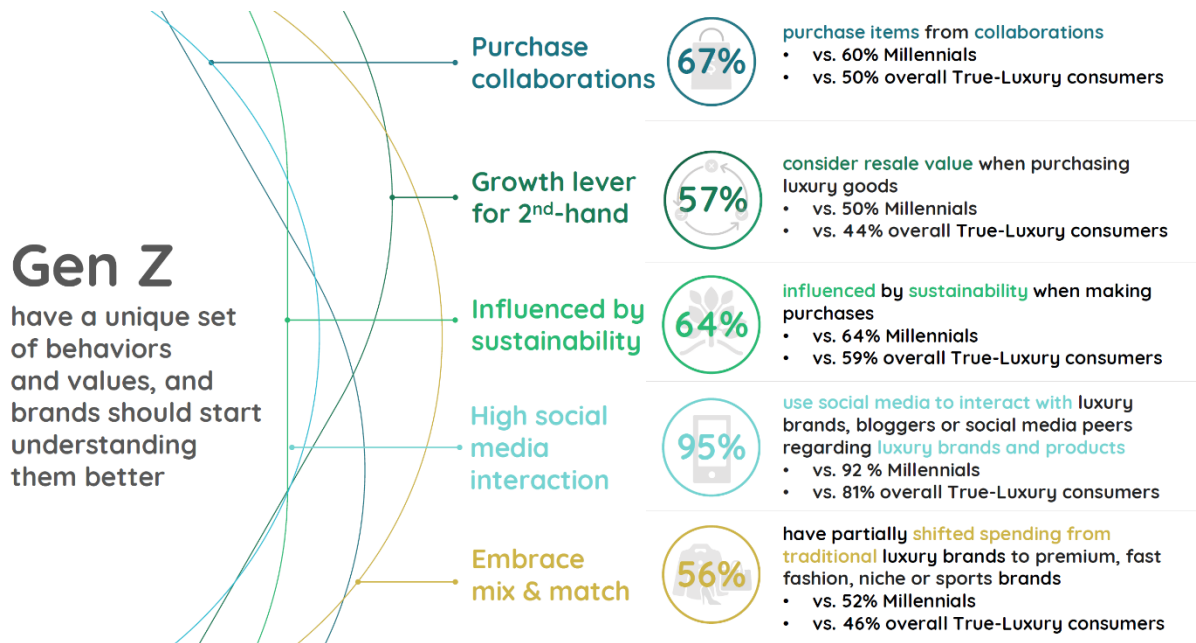 Gen Z
have a unique set
of behaviors
and values, and
brands should start
understanding
them better
Purchase
collaborations
67%
purchase items from collaborations
• vs. 60% Millennials
• vs. 50% overall True-Luxury consumers
Growth lever
for 2nd-hand
57%
consider resale value when purchasing
luxury goods
• vs. 50% Millennials
• vs. 44% overall True-Luxury consumers
Influenced by
sustainability
64%
influenced by sustainability when making
purchases
• vs. 64% Millennials
• vs. 59% overall True-Luxury consumers
High social
media
interaction
95%
use social media to interact with luxury
brands, bloggers or social media peers
regarding luxury brands and products
• vs. 92 % Millennials
• vs. 81% overall True-Luxury consumers
Embrace
mix & match
56%
have partially shifted spending from
traditional luxury brands to premium, fast
fashion, niche or sports brands
• vs. 52% Millennials
• vs. 46% overall True-Luxury consumers